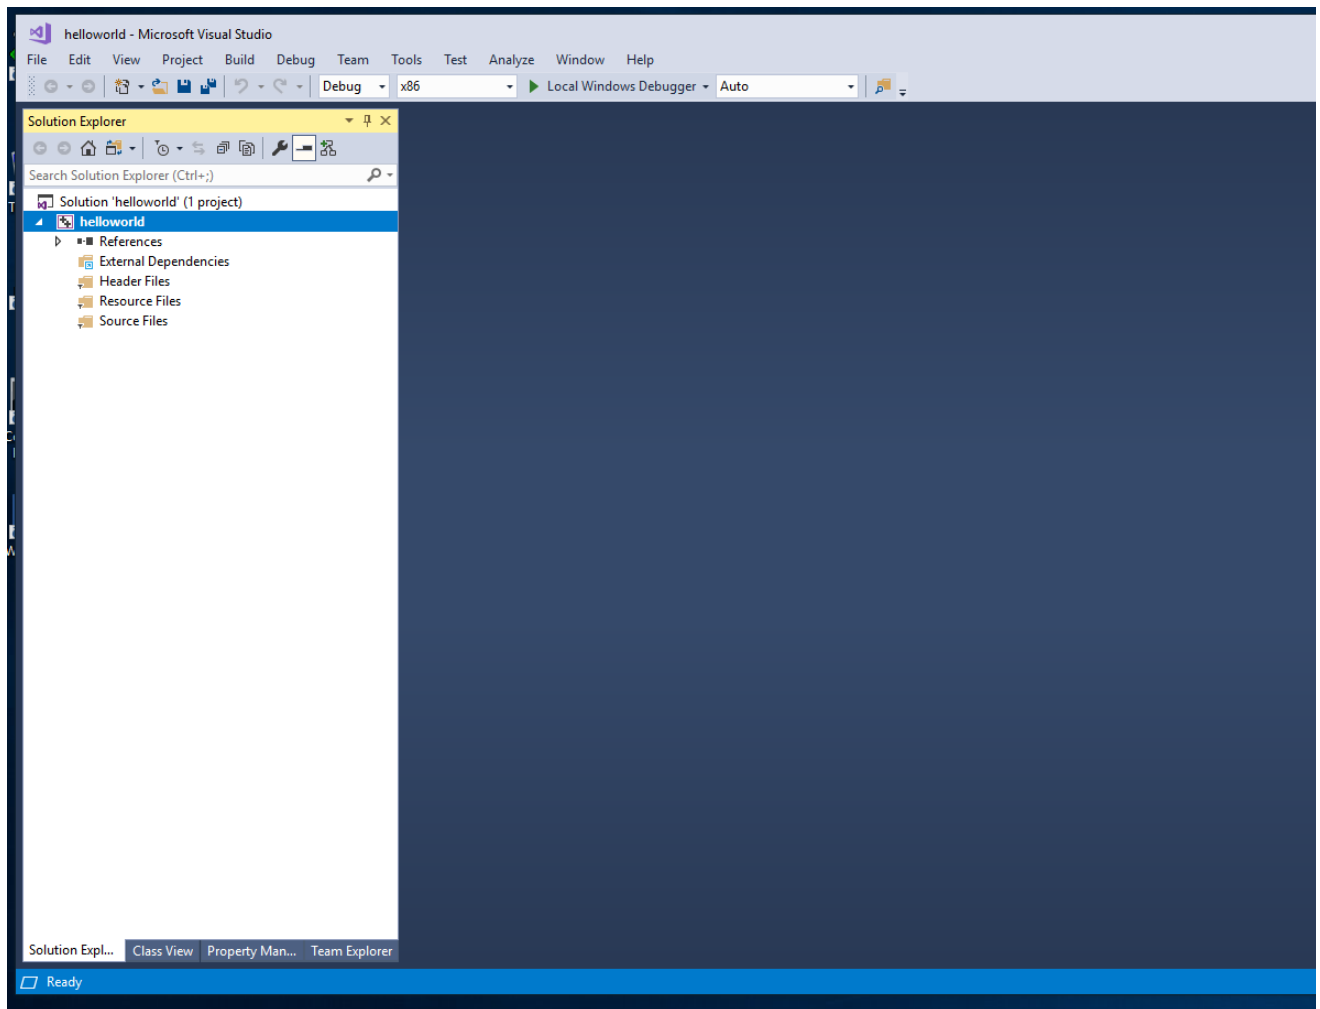 helloworld - Microsoft Visual Studio
File Edit View Project Build Debug Team Tools Test Analyze Window Help
Debug x86 Local Windows Debugger Auto
Solution Explorer
Search Solution Explorer (Ctrl+;)
Solution 'helloworld' (1 project)
helloworld
References
External Dependencies
Header Files
Resource Files
Source Files
Solution Expl... Class View Property Man... Team Explorer
Ready